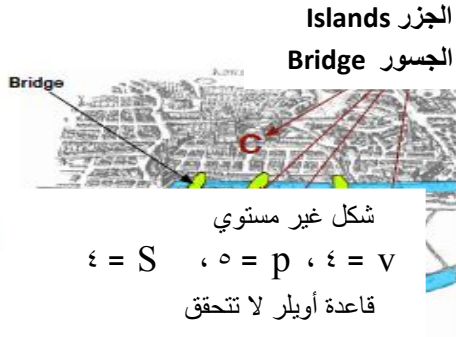 الجزر Islands
الجسور Bridge
Bridge
C
شكل غير مستوي
v = ٤ ، p = ٥ ، S = ٤
قاعدة أويلر لا تتحقق